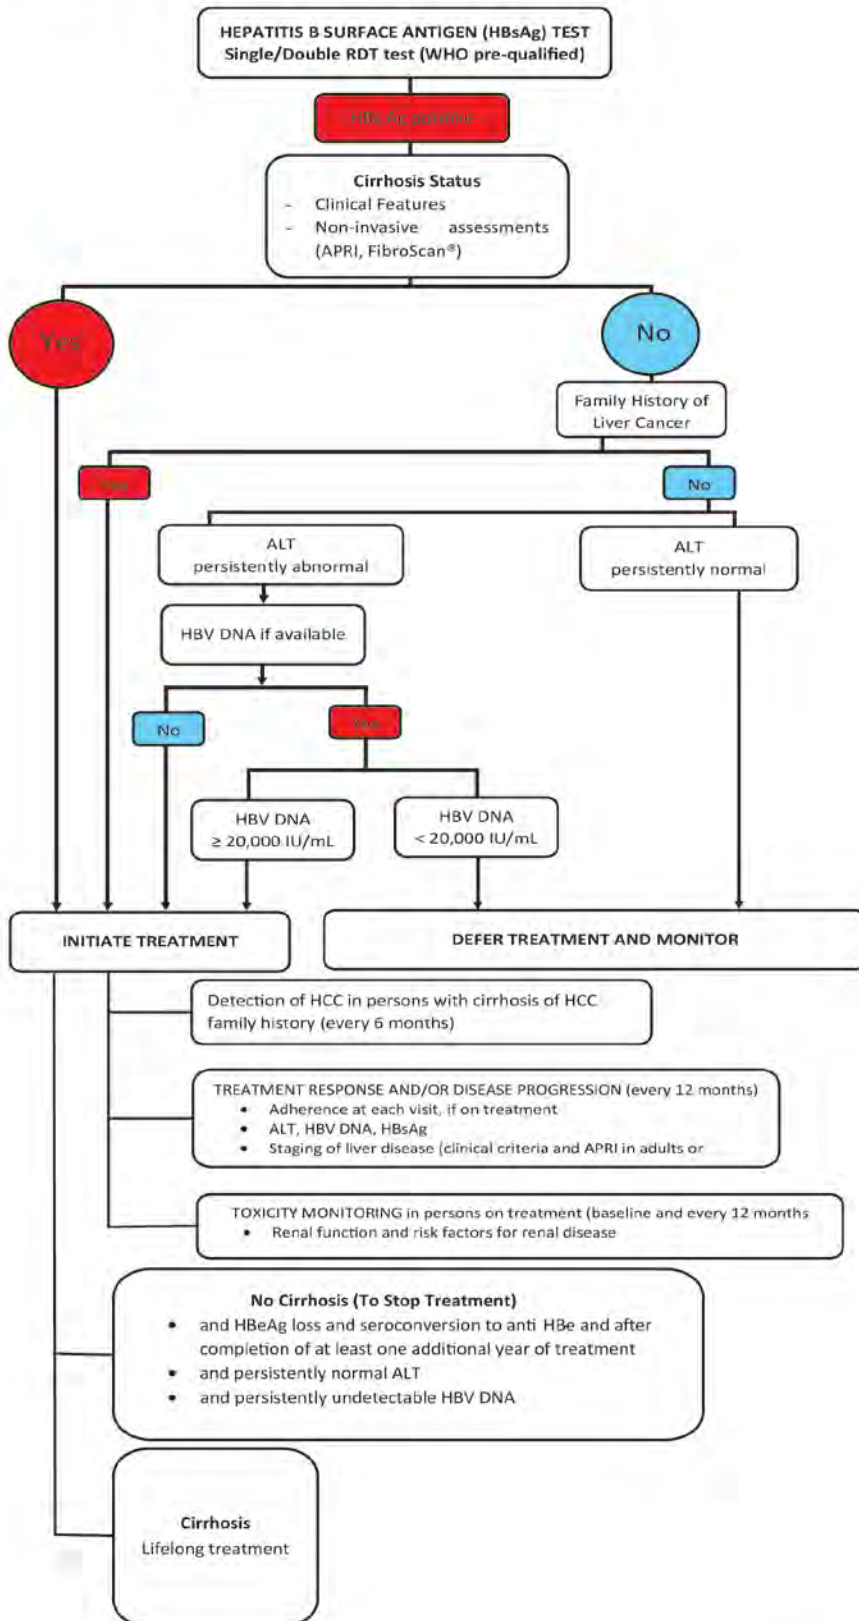 HEPATITIS B SURFACE ANTIGEN (HBsAg) TEST
Single/Double RDT test (WHO pre-qualified)
HBs Ag positive
Cirrhosis Status
- Clinical Features
- Non-invasive assessments
(APRI, FibroScan®)
Yes
No
Family History of
Liver Cancer
Yes
No
ALT
persistently abnormal
ALT
persistently normal
HBV DNA if available
No
Yes
HBV DNA
≥ 20,000 IU/mL
HBV DNA
< 20,000 IU/mL
INITIATE TREATMENT
DEFER TREATMENT AND MONITOR
Detection of HCC in persons with cirrhosis of HCC
family history (every 6 months)
TREATMENT RESPONSE AND/OR DISEASE PROGRESSION (every 12 months)
• Adherence at each visit, if on treatment
• ALT, HBV DNA, HBsAg
• Staging of liver disease (clinical criteria and APRI in adults or
TOXICITY MONITORING in persons on treatment (baseline and every 12 months
• Renal function and risk factors for renal disease
No Cirrhosis (To Stop Treatment)
• and HBeAg loss and seroconversion to anti HBe and after
completion of at least one additional year of treatment
• and persistently normal ALT
• and persistently undetectable HBV DNA
Cirrhosis
Lifelong treatment